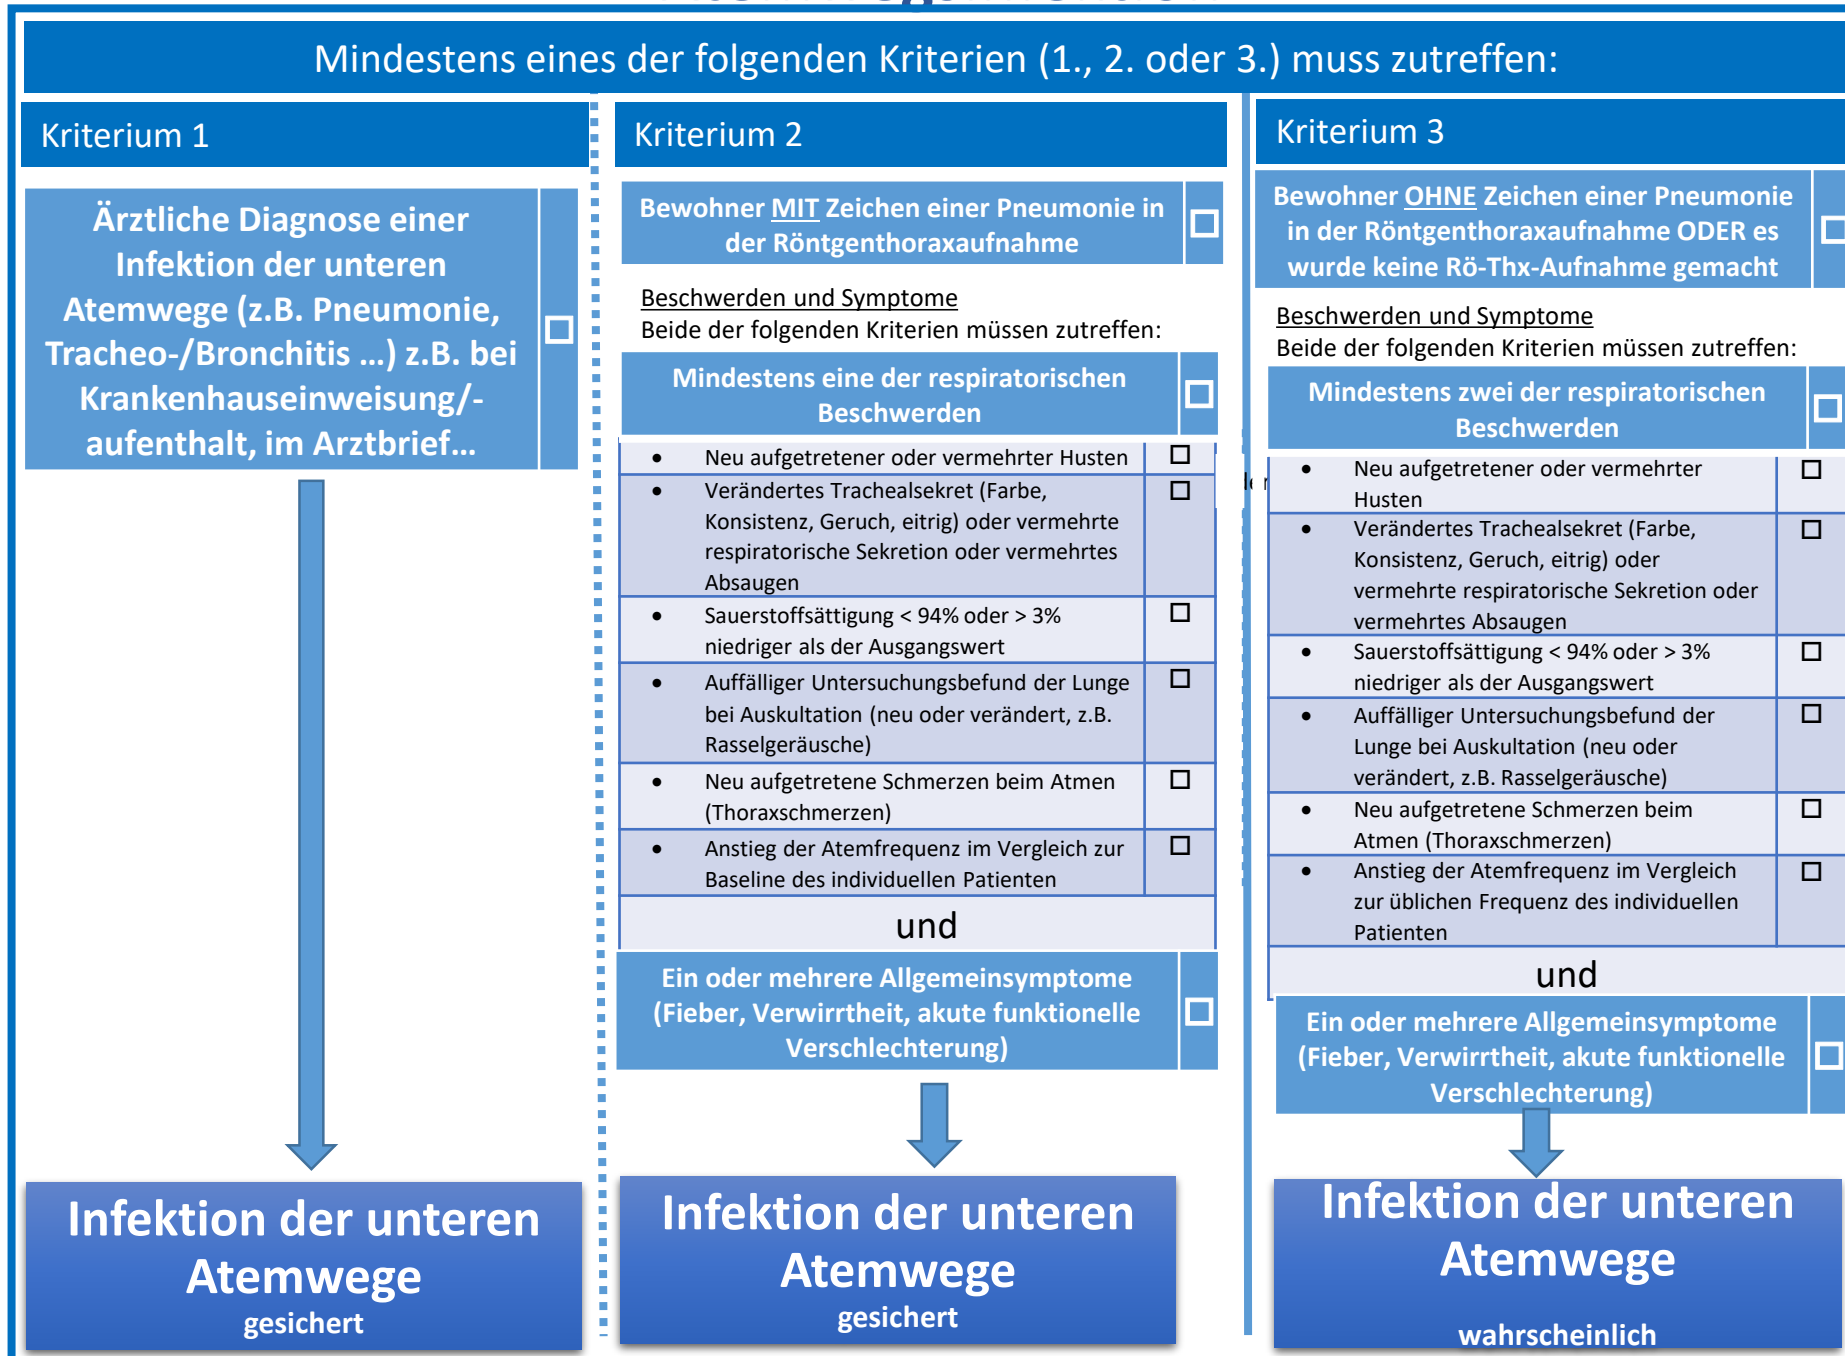 Mindestens eines der folgenden Kriterien (1., 2. oder 3.) muss zutreffen:
Kriterium 1
Ärztliche Diagnose einer
Infektion der unteren
Atemwege (z.B. Pneumonie,
Tracheo-/Bronchitis ...) z.B. bei
Krankenhauseinweisung/-
aufenthalt, im Arztbrief...
☐
Infektion der unteren
Atemwege
gesichert
Kriterium 2
Bewohner MIT Zeichen einer Pneumonie in
der Röntgenthoraxaufnahme
☐
Beschwerden und Symptome
Beide der folgenden Kriterien müssen zutreffen:
Mindestens eine der respiratorischen
Beschwerden
☐
• Neu aufgetretener oder vermehrter Husten ☐
• Verändertes Trachealsekret (Farbe, ☐
Konsistenz, Geruch, eitrig) oder vermehrte
respiratorische Sekretion oder vermehrtes
Absaugen
• Sauerstoffsättigung < 94% oder > 3% ☐
niedriger als der Ausgangswert
• Auffälliger Untersuchungsbefund der Lunge ☐
bei Auskultation (neu oder verändert, z.B.
Rasselgeräusche)
• Neu aufgetretene Schmerzen beim Atmen ☐
(Thoraxschmerzen)
• Anstieg der Atemfrequenz im Vergleich zur ☐
Baseline des individuellen Patienten
und
Ein oder mehrere Allgemeinsymptome
(Fieber, Verwirrtheit, akute funktionelle
Verschlechterung)
☐
Infektion der unteren
Atemwege
gesichert
Kriterium 3
Bewohner OHNE Zeichen einer Pneumonie
in der Röntgenthoraxaufnahme ODER es
wurde keine Rö-Thx-Aufnahme gemacht
☐
Beschwerden und Symptome
Beide der folgenden Kriterien müssen zutreffen:
Mindestens zwei der respiratorischen
Beschwerden
☐
• Neu aufgetretener oder vermehrter ☐
Husten
• Verändertes Trachealsekret (Farbe, ☐
Konsistenz, Geruch, eitrig) oder
vermehrte respiratorische Sekretion oder
vermehrtes Absaugen
• Sauerstoffsättigung < 94% oder > 3% ☐
niedriger als der Ausgangswert
• Auffälliger Untersuchungsbefund der ☐
Lunge bei Auskultation (neu oder
verändert, z.B. Rasselgeräusche)
• Neu aufgetretene Schmerzen beim ☐
Atmen (Thoraxschmerzen)
• Anstieg der Atemfrequenz im Vergleich ☐
zur üblichen Frequenz des individuellen
Patienten
und
Ein oder mehrere Allgemeinsymptome
(Fieber, Verwirrtheit, akute funktionelle
Verschlechterung)
☐
Infektion der unteren
Atemwege
wahrscheinlich